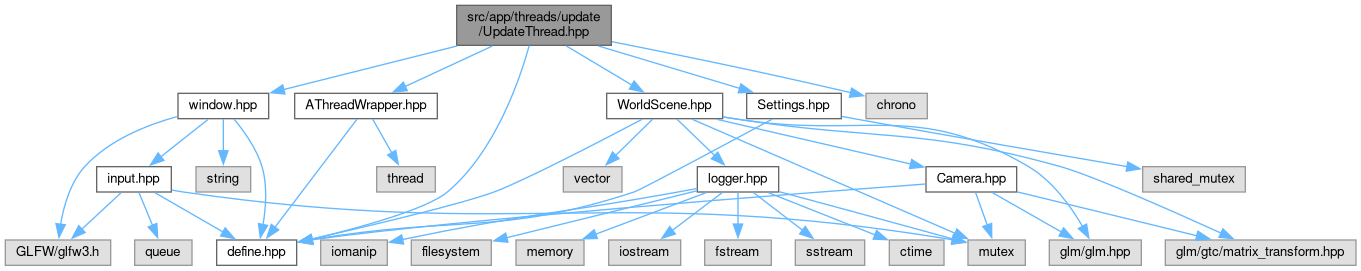 src/app/threads/update
/UpdateThread.hpp
window.hpp
AThreadWrapper.hpp
WorldScene.hpp
Settings.hpp
chrono
input.hpp
string
thread
vector
logger.hpp
Camera.hpp
shared_mutex
GLFW/glfw3.h
queue
define.hpp
iomanip
filesystem
memory
iostream
fstream
sstream
ctime
mutex
glm/glm.hpp
glm/gtc/matrix_transform.hpp